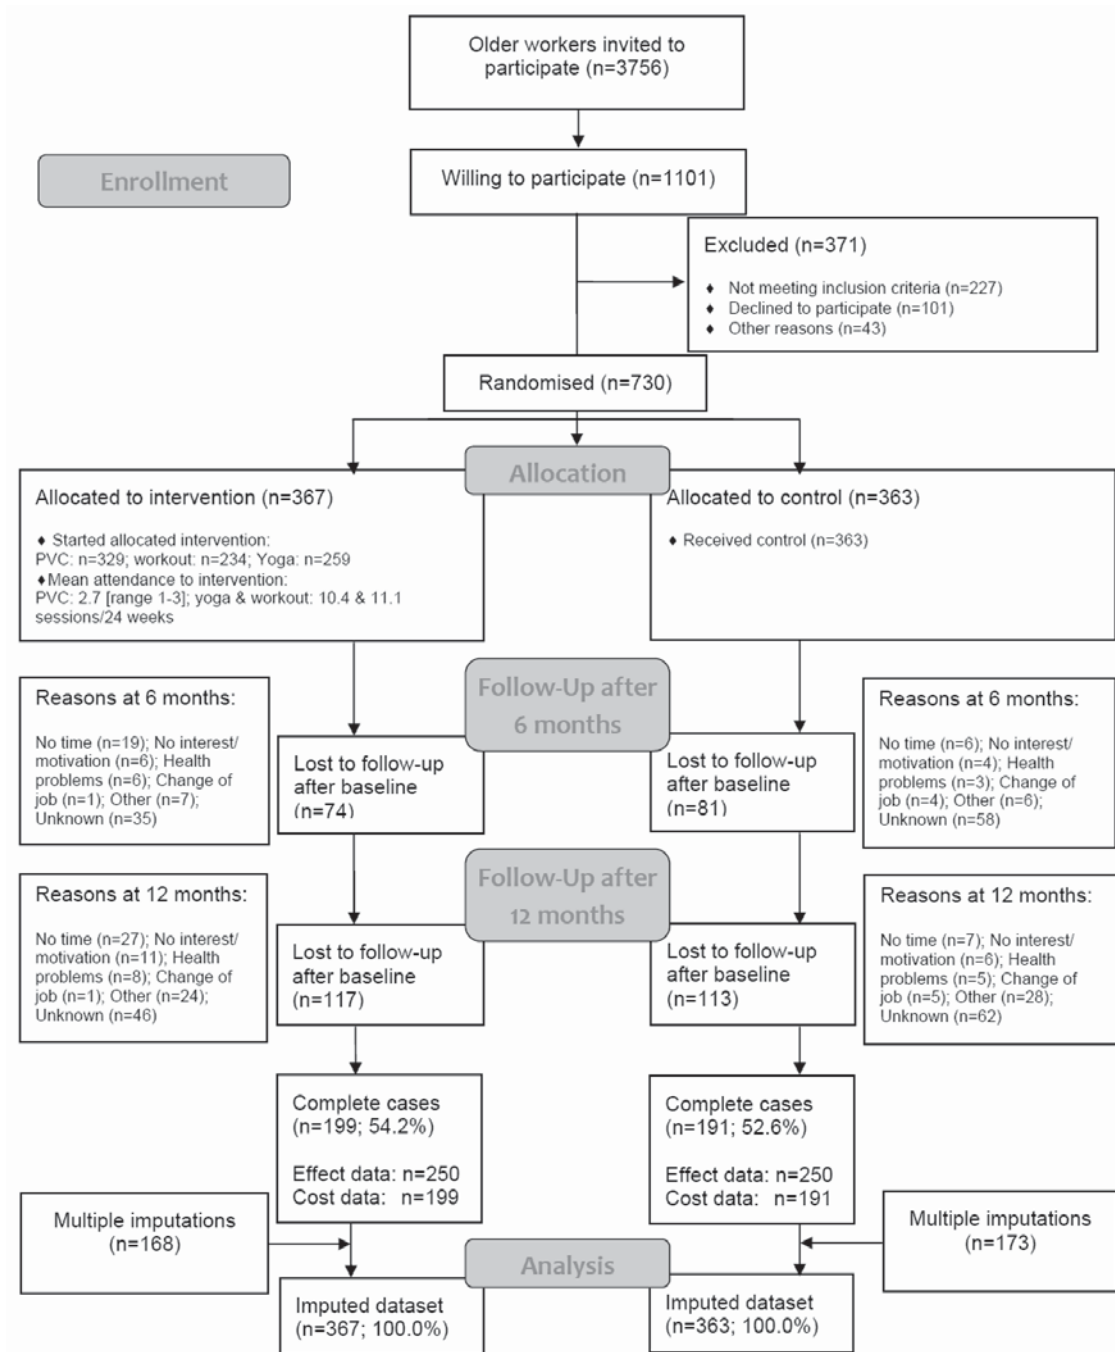 Older workers invited to
participate (n=3756)
Enrollment
Willing to participate (n=1101)
Excluded (n=371)
♦ Not meeting inclusion criteria (n=227)
♦ Declined to participate (n=101)
♦ Other reasons (n=43)
Randomised (n=730)
Allocation
Allocated to intervention (n=367)
♦ Started allocated intervention:
PVC: n=329; workout: n=234; Yoga: n=259
♦Mean attendance to intervention:
PVC: 2.7 [range 1-3]; yoga & workout: 10.4 & 11.1
sessions/24 weeks
Allocated to control (n=363)
♦ Received control (n=363)
Follow-Up after
6 months
Reasons at 6 months:
No time (n=19); No interest/
motivation (n=6); Health
problems (n=6); Change of
job (n=1); Other (n=7);
Unknown (n=35)
Lost to follow-up
after baseline
(n=74)
Lost to follow-up
after baseline
(n=81)
Reasons at 6 months:
No time (n=6); No interest/
motivation (n=4); Health
problems (n=3); Change of
job (n=4); Other (n=6);
Unknown (n=58)
Follow-Up after
12 months
Reasons at 12 months:
No time (n=27); No interest/
motivation (n=11); Health
problems (n=8); Change of
job (n=1); Other (n=24);
Unknown (n=46)
Lost to follow-up
after baseline
(n=117)
Lost to follow-up
after baseline
(n=113)
Reasons at 12 months:
No time (n=7); No interest/
motivation (n=6); Health
problems (n=5); Change of
job (n=5); Other (n=28);
Unknown (n=62)
Complete cases
(n=199; 54.2%)
Effect data: n=250
Cost data: n=199
Complete cases
(n=191; 52.6%)
Effect data: n=250
Cost data: n=191
Multiple imputations
(n=168)
Multiple imputations
(n=173)
Analysis
Imputed dataset
(n=367; 100.0%)
Imputed dataset
(n=363; 100.0%)